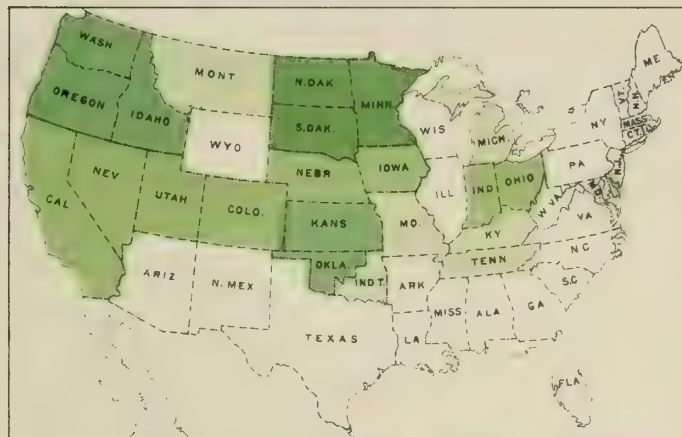 WASH
MONT
N.DAK
MINN.
ME
OREGON
IDAHO
WYO
S.DAK.
WIS
MICH.
VT.
N.H.
NY
MASS.
CT.
NEBR
IOWA
PA
N.J.
NEV
UTAH
COLO.
CAL
KANS
MO.
ILL
IND
OHIO
W VA
MD.
VA
KY
ARIZ
N.MEX
OKLA.
IND T.
ARK
TENN
NC
S.C
TEXAS
LA
MISS
ALA
GA
FLA